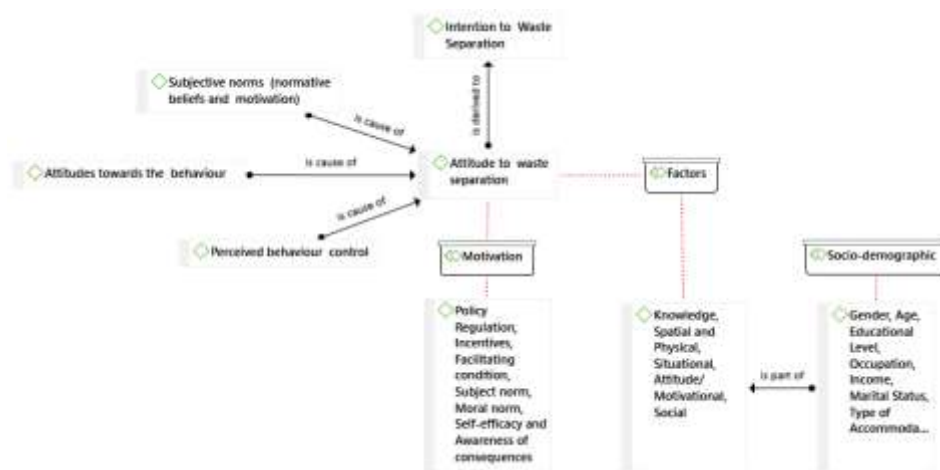 Intention to Waste
Separation
Subjective norms (normative
beliefs and motivation)
is cause of
is derived to
Attitudes towards the behaviour
is cause of
Attitude to waste
separation
Factors
is cause of
Perceived behaviour control
Motivation
Socio-demographic
Policy
Regulation,
Incentives,
Facilitating
condition,
Subject norm,
Moral norm,
Self-efficacy and
Awareness of
consequences
Knowledge,
Spatial and
Physical,
Situational,
Attitude/
Motivational,
Social
is part of
Gender, Age,
Educational
Level,
Occupation,
Income,
Marital Status,
Type of
Accommoda...